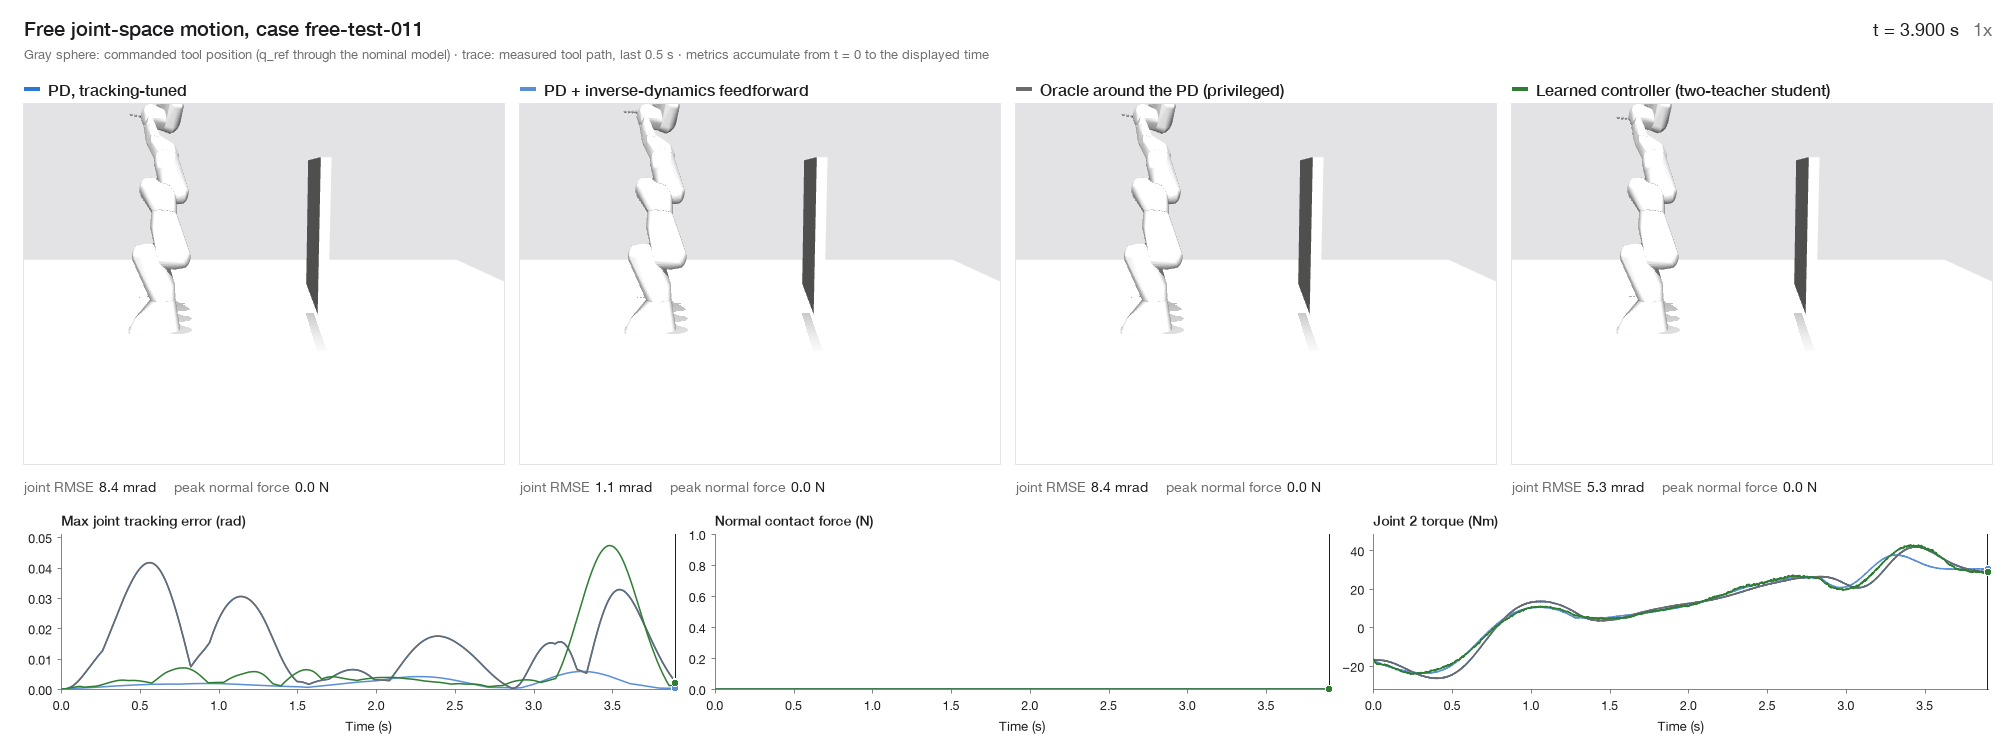 Free joint-space motion, case free-test-011
t = 3.900 s 1x
Gray sphere: commanded tool position (q_ref through the nominal model) · trace: measured tool path, last 0.5 s · metrics accumulate from t = 0 to the displayed time
PD, tracking-tuned
PD + inverse-dynamics feedforward
Oracle around the PD (privileged)
Learned controller (two-teacher student)
joint RMSE 8.4 mrad peak normal force 0.0 N
joint RMSE 1.1 mrad peak normal force 0.0 N
joint RMSE 8.4 mrad peak normal force 0.0 N
joint RMSE 5.3 mrad peak normal force 0.0 N
Max joint tracking error (rad)
0.05
0.04
0.03
0.02
0.01
0.00
0.0 0.5 1.0 1.5 2.0 2.5 3.0 3.5
Time (s)
Normal contact force (N)
1.0
0.8
0.6
0.4
0.2
0.0
0.0 0.5 1.0 1.5 2.0 2.5 3.0 3.5
Time (s)
Joint 2 torque (Nm)
40
20
0
−20
0.0 0.5 1.0 1.5 2.0 2.5 3.0 3.5
Time (s)